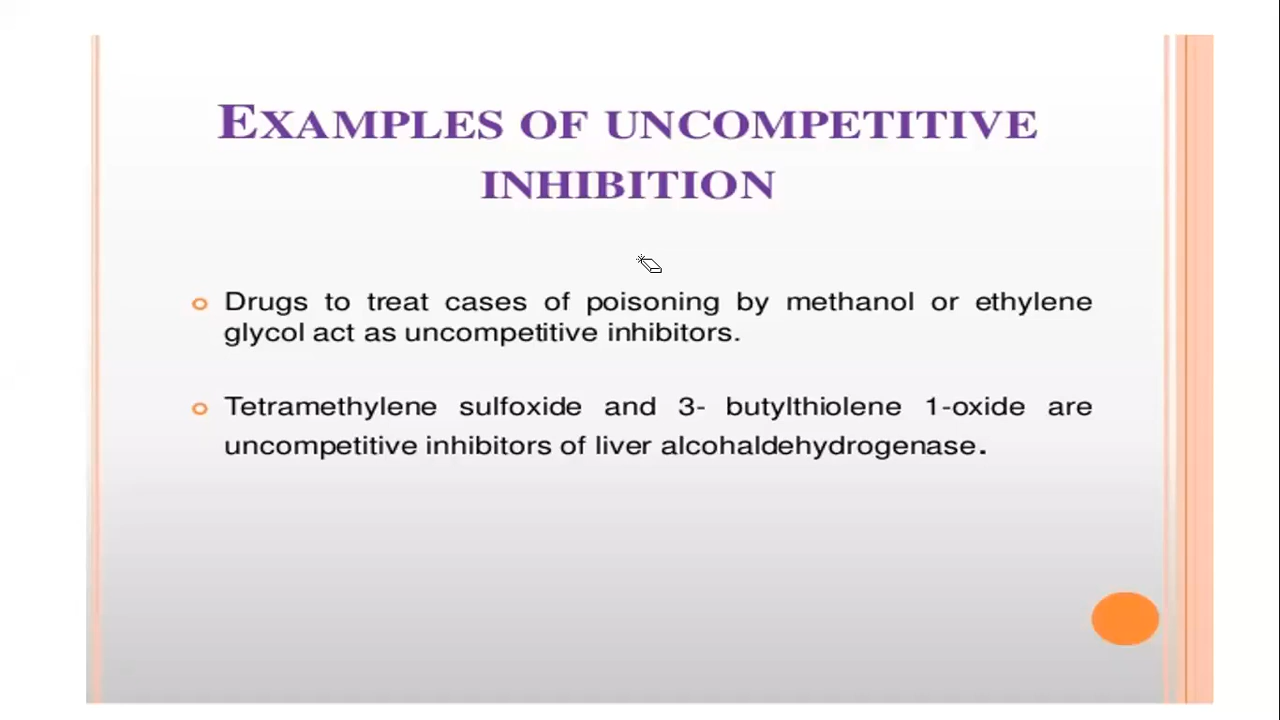 EXAMPLES OF UNCOMPETITIVE
INHIBITION
Drugs to treat cases of poisoning by methanol or ethylene
glycol act as uncompetitive inhibitors.
Tetramethylene sulfoxide and 3- butylthiolene 1-oxide are
uncompetitive inhibitors of liver alcohaldehydrogenase.